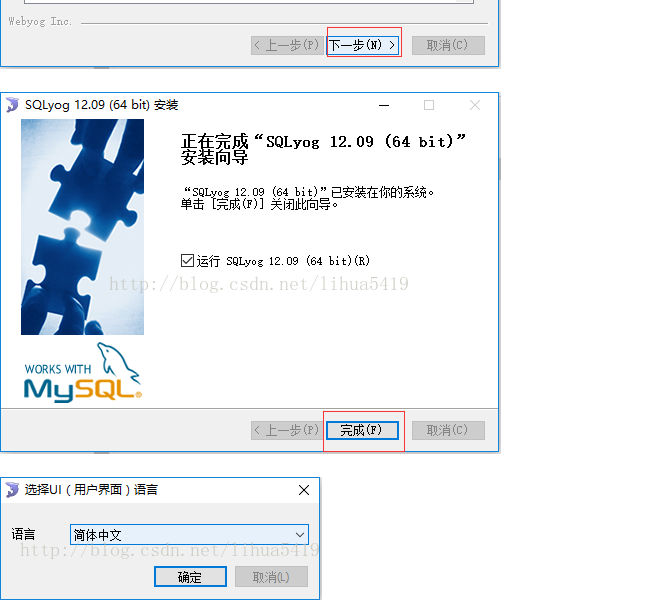 Webyog Inc.
< 上一步(P) 下一步(N) > 取消(C)
SQLyog 12.09 (64 bit) 安装
正在完成“SQLyog 12.09 (64 bit)”
安装向导
“SQLyog 12.09 (64 bit)”已安装在你的系统。
单击 [完成(F)] 关闭此向导。
运行 SQLyog 12.09 (64 bit)(R)
http://blog.csdn.net/lihua5419
WORKS WITH
MySQL®
< 上一步(P) 完成(F) 取消(C)
选择UI（用户界面）语言
语言 简体中文
http://blog.csdn.net/lihua5419
确定 取消(L)